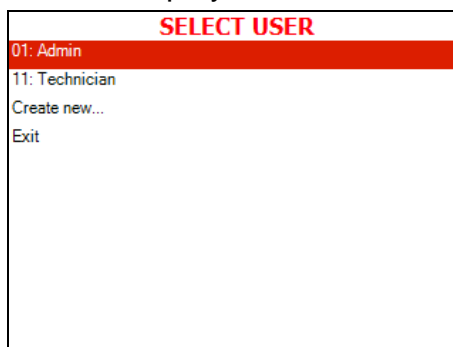 SELECT USER
01: Admin
11: Technician
Create new...
Exit